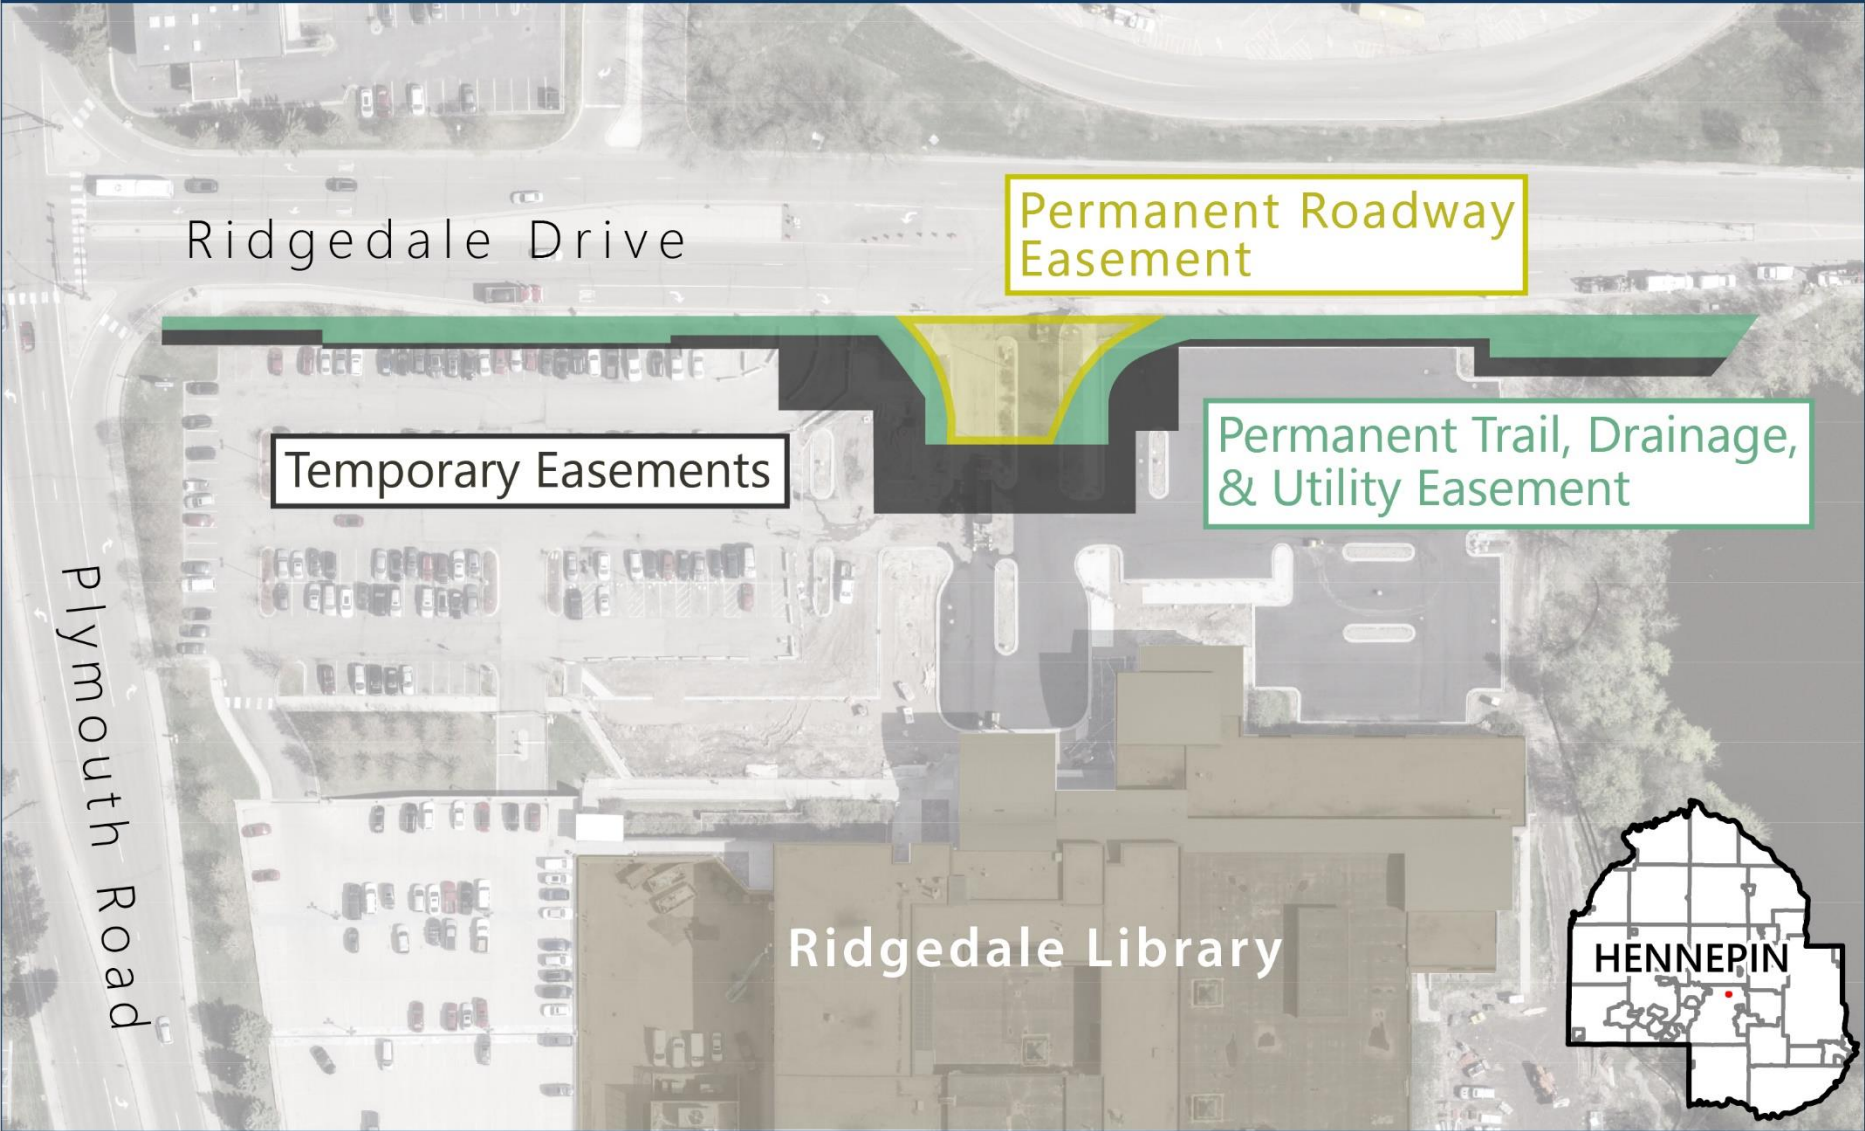 Ridgedale Drive
Permanent Roadway
Easement
Temporary Easements
Permanent Trail, Drainage,
& Utility Easement
Plymouth Road
Ridgedale Library
HENNEPIN